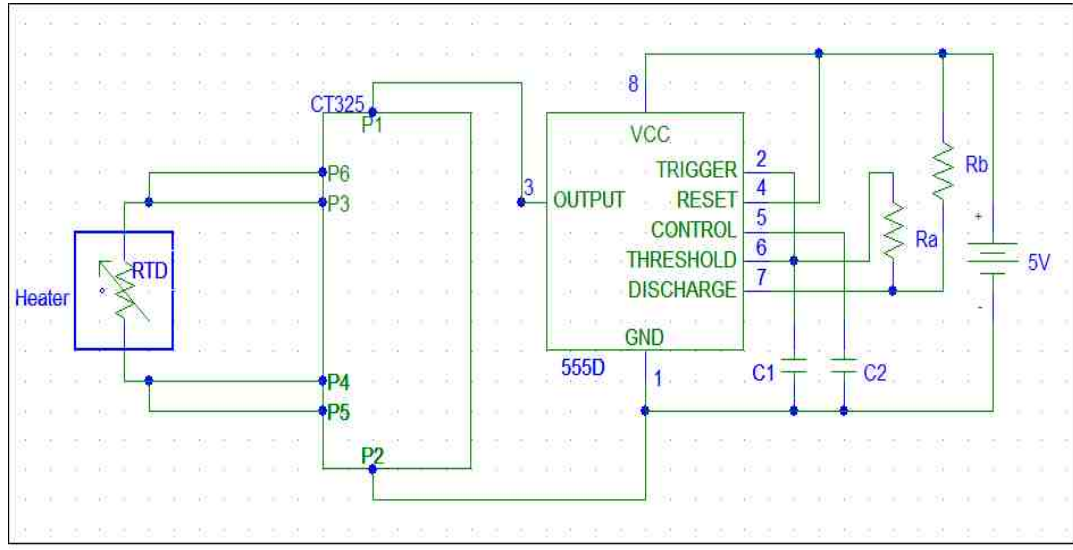 CT325
P1
P6
P3
RTD
Heater
P4
P5
P2
8
VCC
TRIGGER 2
3 OUTPUT RESET 4
CONTROL 5
THRESHOLD 6
DISCHARGE 7
GND
555D
1
Rb
Ra
+
5V
-
C1
C2